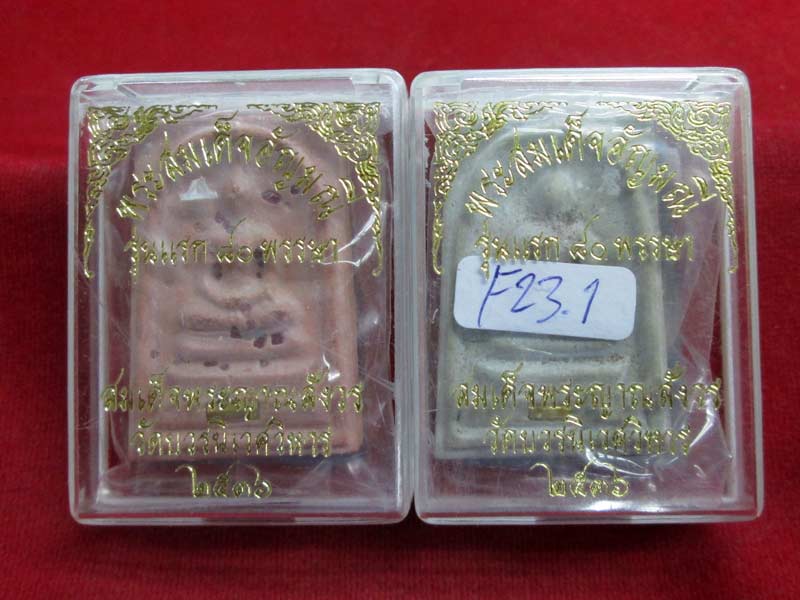 พระสมเด็จอัญมณี
รุ่นแรก ๘๐ พรรษา
สมเด็จพระญาณสังวร
วัดบวรนิเวศวิหาร
๒๕๓๖
พระสมเด็จอัญมณี
รุ่นแรก ๘๐ พรรษา
F23.1
สมเด็จพระญาณสังวร
วัดบวรนิเวศวิหาร
๒๕๓๖